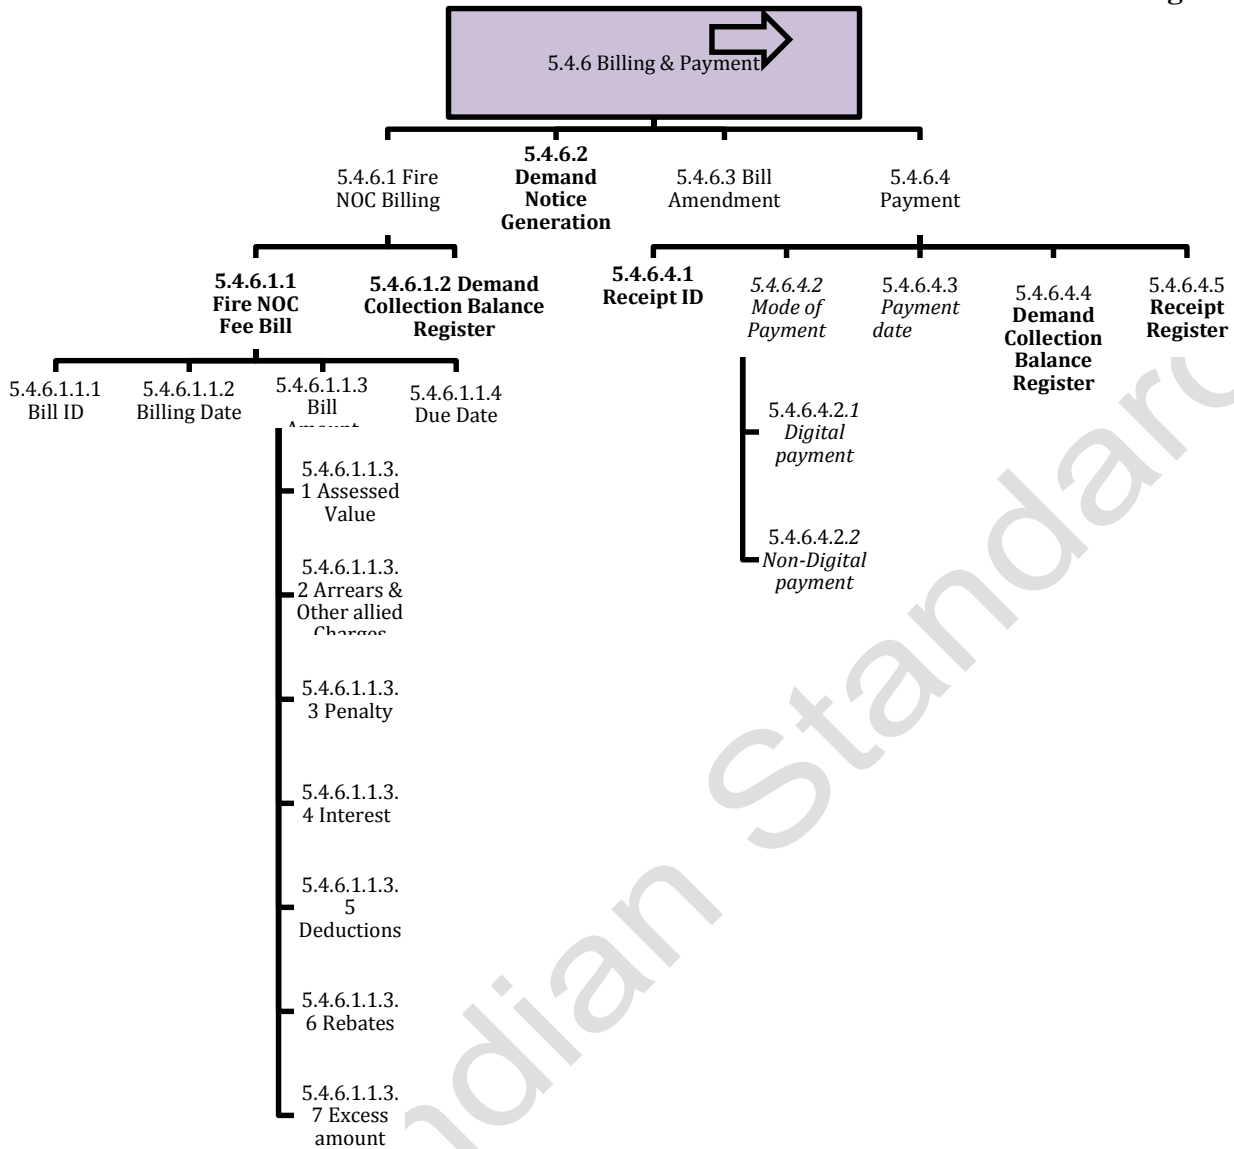 5.4.6 Billing & Payment
5.4.6.1 Fire
NOC Billing
5.4.6.2
Demand
Notice
Generation
5.4.6.3 Bill
Amendment
5.4.6.4
Payment
5.4.6.1.1
Fire NOC
Fee Bill
5.4.6.1.2 Demand
Collection Balance
Register
5.4.6.4.1
Receipt ID
5.4.6.4.2
Mode of
Payment
5.4.6.4.3
Payment
date
5.4.6.4.4
Demand
Collection
Balance
Register
5.4.6.4.5
Receipt
Register
5.4.6.1.1.1
Bill ID
5.4.6.1.1.2
Billing Date
5.4.6.1.1.3
Bill
Amount
5.4.6.1.1.4
Due Date
5.4.6.4.2.1
Digital
payment
5.4.6.4.2.2
Non-Digital
payment
5.4.6.1.1.3.
1 Assessed
Value
5.4.6.1.1.3.
2 Arrears &
Other allied
Charges
5.4.6.1.1.3.
3 Penalty
5.4.6.1.1.3.
4 Interest
5.4.6.1.1.3.
5
Deductions
5.4.6.1.1.3.
6 Rebates
5.4.6.1.1.3.
7 Excess
amount
ndian Standard